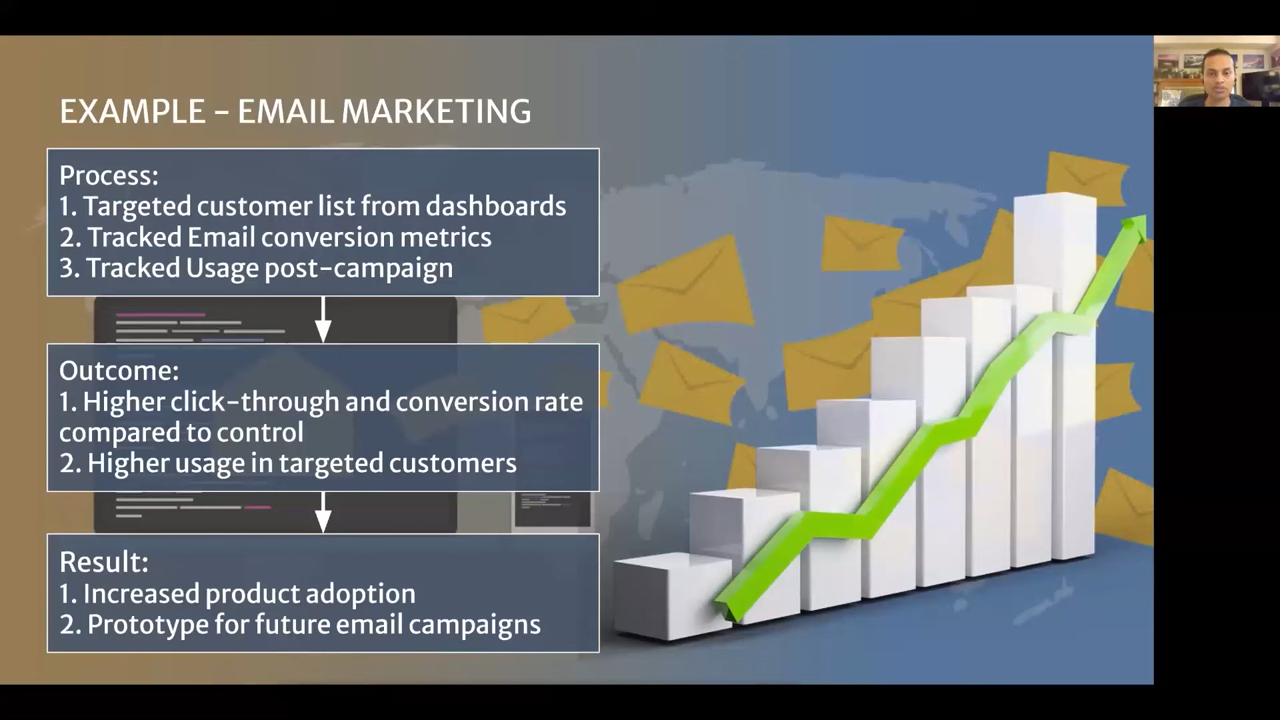 EXAMPLE – EMAIL MARKETING
Process:
1. Targeted customer list from dashboards
2. Tracked Email conversion metrics
3. Tracked Usage post-campaign
Outcome:
1. Higher click-through and conversion rate
compared to control
2. Higher usage in targeted customers
Result:
1. Increased product adoption
2. Prototype for future email campaigns